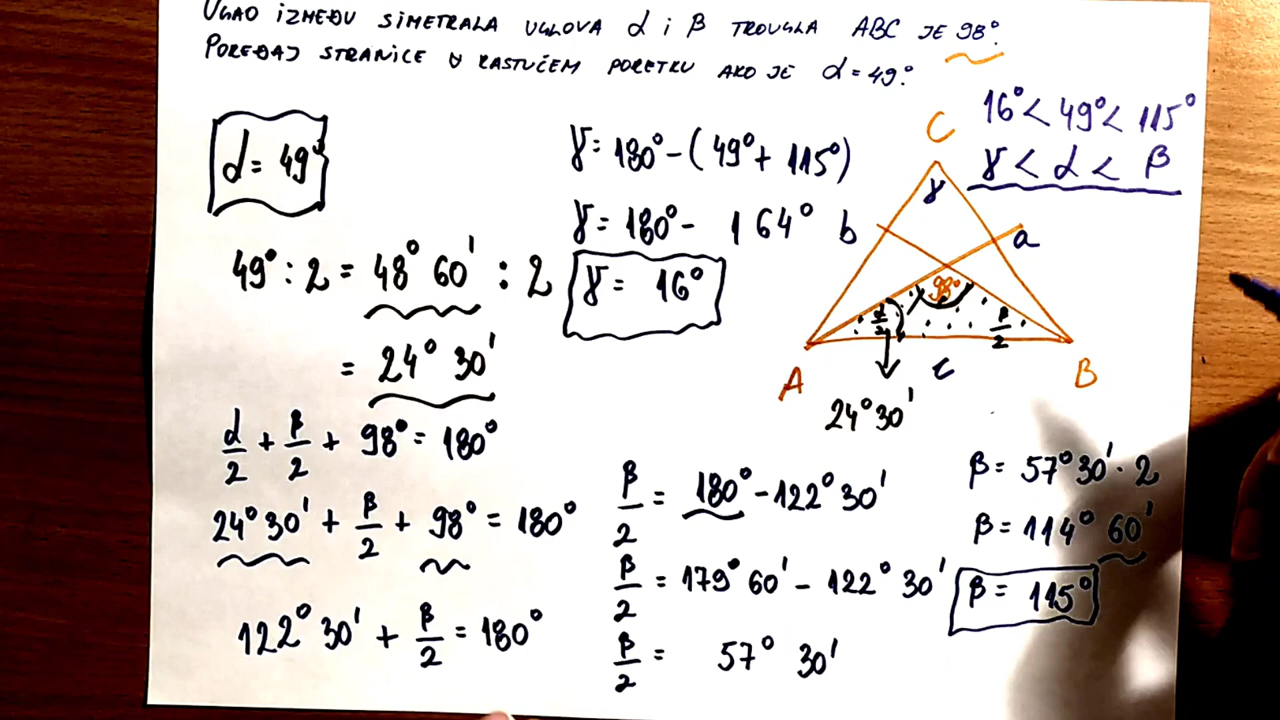 UGAO IZMEĐU SIMETRALA UGLOVA α i β TROUGLA ABC JE 98°.
POREĐAJ STRANICE U RASTUĆEM PORETKU AKO JE α = 49°.
α = 49°
49° : 2 = 48° 60' : 2
= 24° 30'
α/2 + β/2 + 98° = 180°
24° 30' + β/2 + 98° = 180°
122° 30' + β/2 = 180°
γ = 180° - (49° + 115°)
γ = 180° - 164°
γ = 16°
β/2 = 180° - 122° 30'
β/2 = 179° 60' - 122° 30'
β/2 = 57° 30'
β = 57° 30' · 2
β = 114° 60'
β = 115°
16° < 49° < 115°
γ < α < β
C
γ
b
a
98°
α/2
β/2
A
c
B
24° 30'